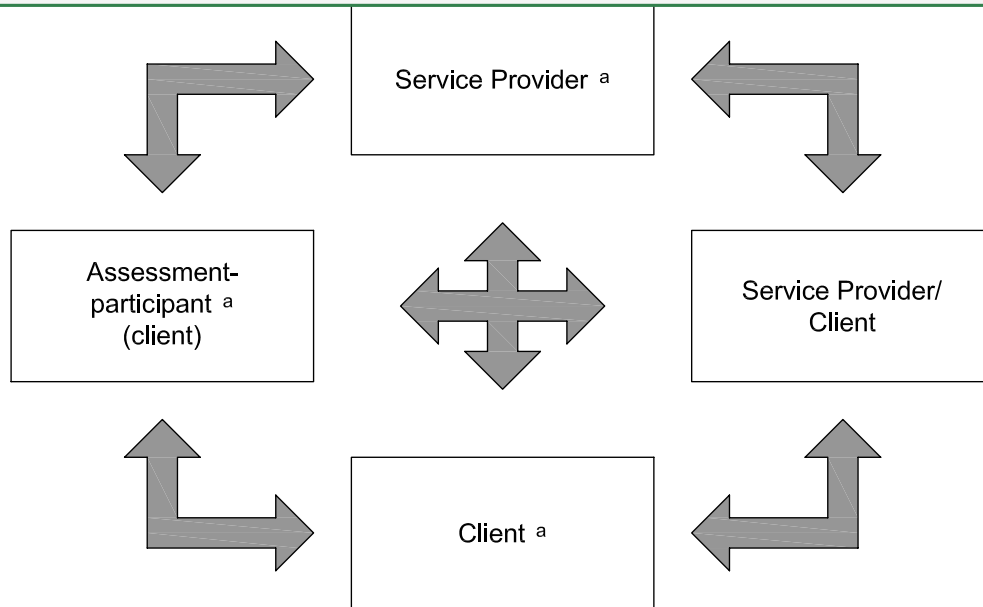 Service Provider a
Assessment-
participant a
(client)
Service Provider/
Client
Client a